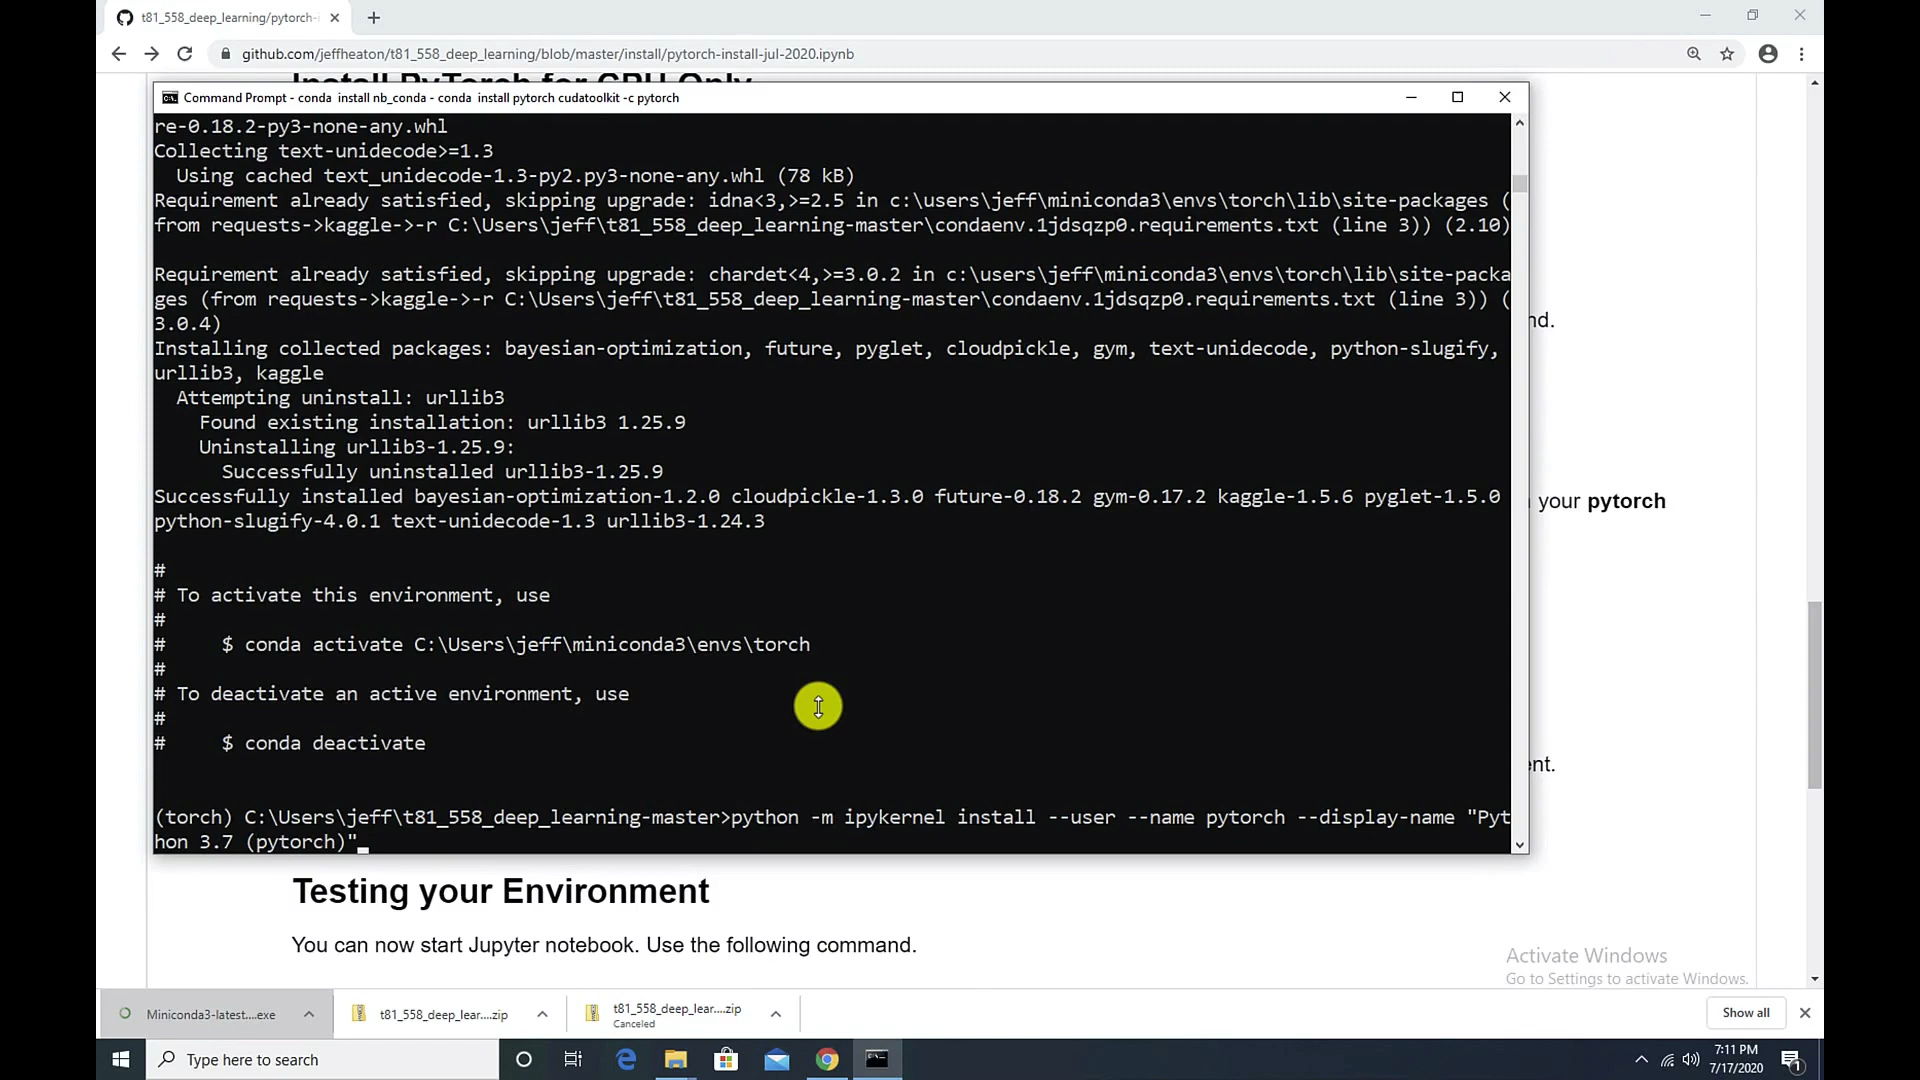 t81_558_deep_learning/pytorch-
github.com/jeffheaton/t81_558_deep_learning/blob/master/install/pytorch-install-jul-2020.ipynb
Install PyTorch for CPU Only
Command Prompt - conda install nb_conda - conda install pytorch cudatoolkit -c pytorch
re-0.18.2-py3-none-any.whl
Collecting text-unidecode>=1.3
Using cached text_unidecode-1.3-py2.py3-none-any.whl (78 kB)
Requirement already satisfied, skipping upgrade: idna<3,>=2.5 in c:\users\jeff\miniconda3\envs\torch\lib\site-packages (
from requests->kaggle->-r C:\Users\jeff\t81_558_deep_learning-master\condaenv.1jdsqzp0.requirements.txt (line 3)) (2.10)
Requirement already satisfied, skipping upgrade: chardet<4,>=3.0.2 in c:\users\jeff\miniconda3\envs\torch\lib\site-packa
ges (from requests->kaggle->-r C:\Users\jeff\t81_558_deep_learning-master\condaenv.1jdsqzp0.requirements.txt (line 3)) (
3.0.4)
nd.
Installing collected packages: bayesian-optimization, future, pyglet, cloudpickle, gym, text-unidecode, python-slugify,
urllib3, kaggle
Attempting uninstall: urllib3
Found existing installation: urllib3 1.25.9
Uninstalling urllib3-1.25.9:
Successfully uninstalled urllib3-1.25.9
Successfully installed bayesian-optimization-1.2.0 cloudpickle-1.3.0 future-0.18.2 gym-0.17.2 kaggle-1.5.6 pyglet-1.5.0
your pytorch
python-slugify-4.0.1 text-unidecode-1.3 urllib3-1.24.3
#
# To activate this environment, use
#
# $ conda activate C:\Users\jeff\miniconda3\envs\torch
#
# To deactivate an active environment, use
#
# $ conda deactivate
ent.
(torch) C:\Users\jeff\t81_558_deep_learning-master>python -m ipykernel install --user --name pytorch --display-name "Pyt
hon 3.7 (pytorch)"
Testing your Environment
You can now start Jupyter notebook. Use the following command.
Activate Windows
Go to Settings to activate Windows.
Miniconda3-latest....exe
t81_558_deep_lear....zip
t81_558_deep_lear....zip
Canceled
Show all
Type here to search
7:11 PM
7/17/2020
1